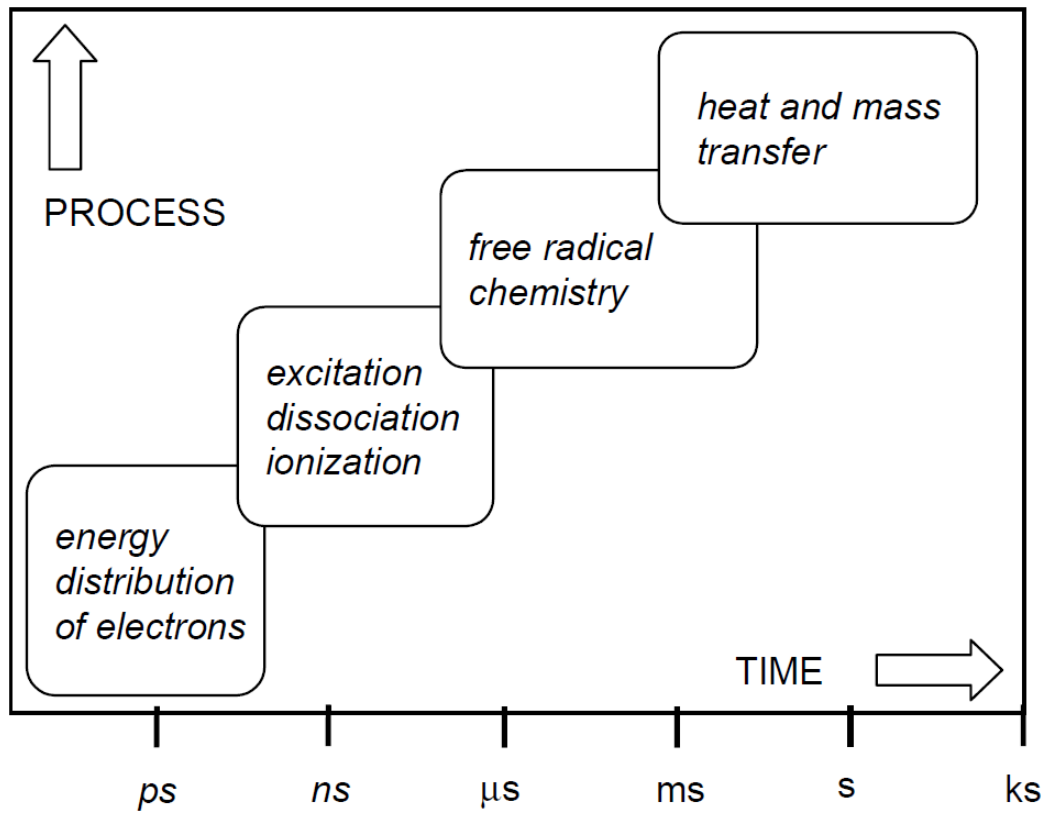 heat and mass
transfer
PROCESS
free radical
chemistry
excitation
dissociation
ionization
energy
distribution
of electrons
TIME
ps ns μs ms s ks